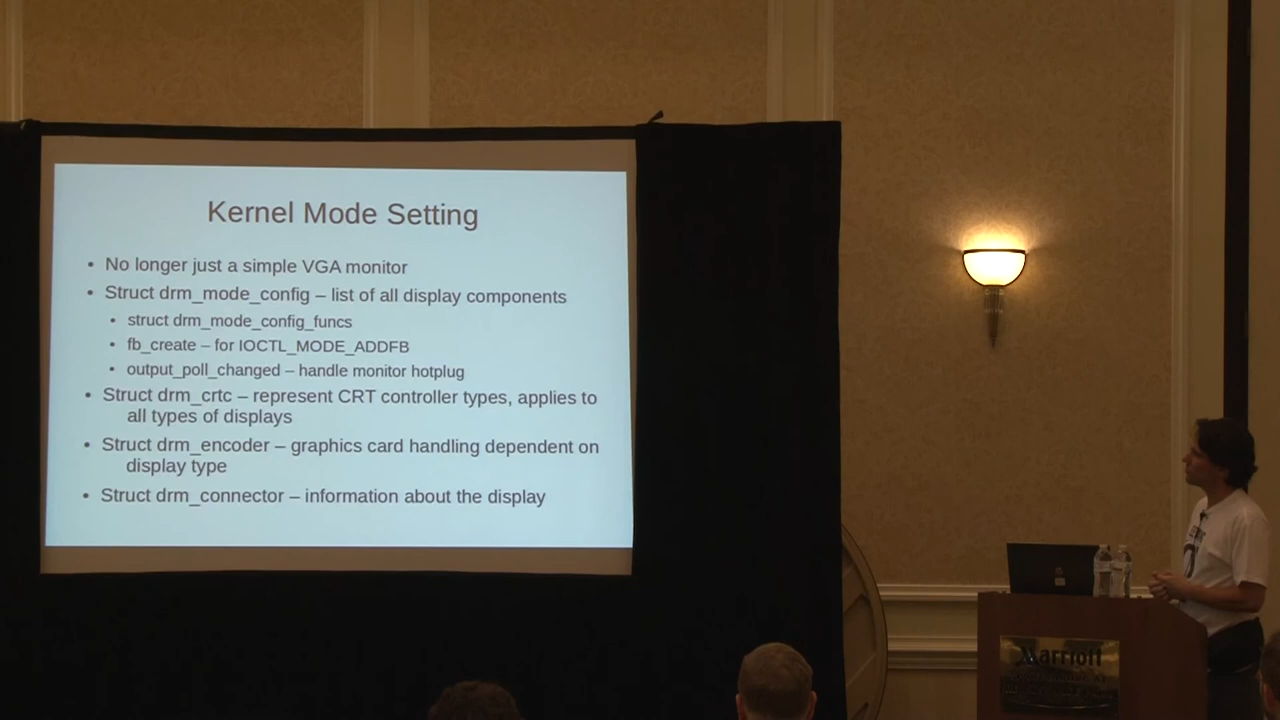 Kernel Mode Setting
• No longer just a simple VGA monitor
• Struct drm_mode_config – list of all display components
• struct drm_mode_config_funcs
• fb_create – for IOCTL_MODE_ADDFB
• output_poll_changed – handle monitor hotplug
• Struct drm_crtc – represent CRT controller types, applies to
all types of displays
• Struct drm_encoder – graphics card handling dependent on
display type
• Struct drm_connector – information about the display
Marriott